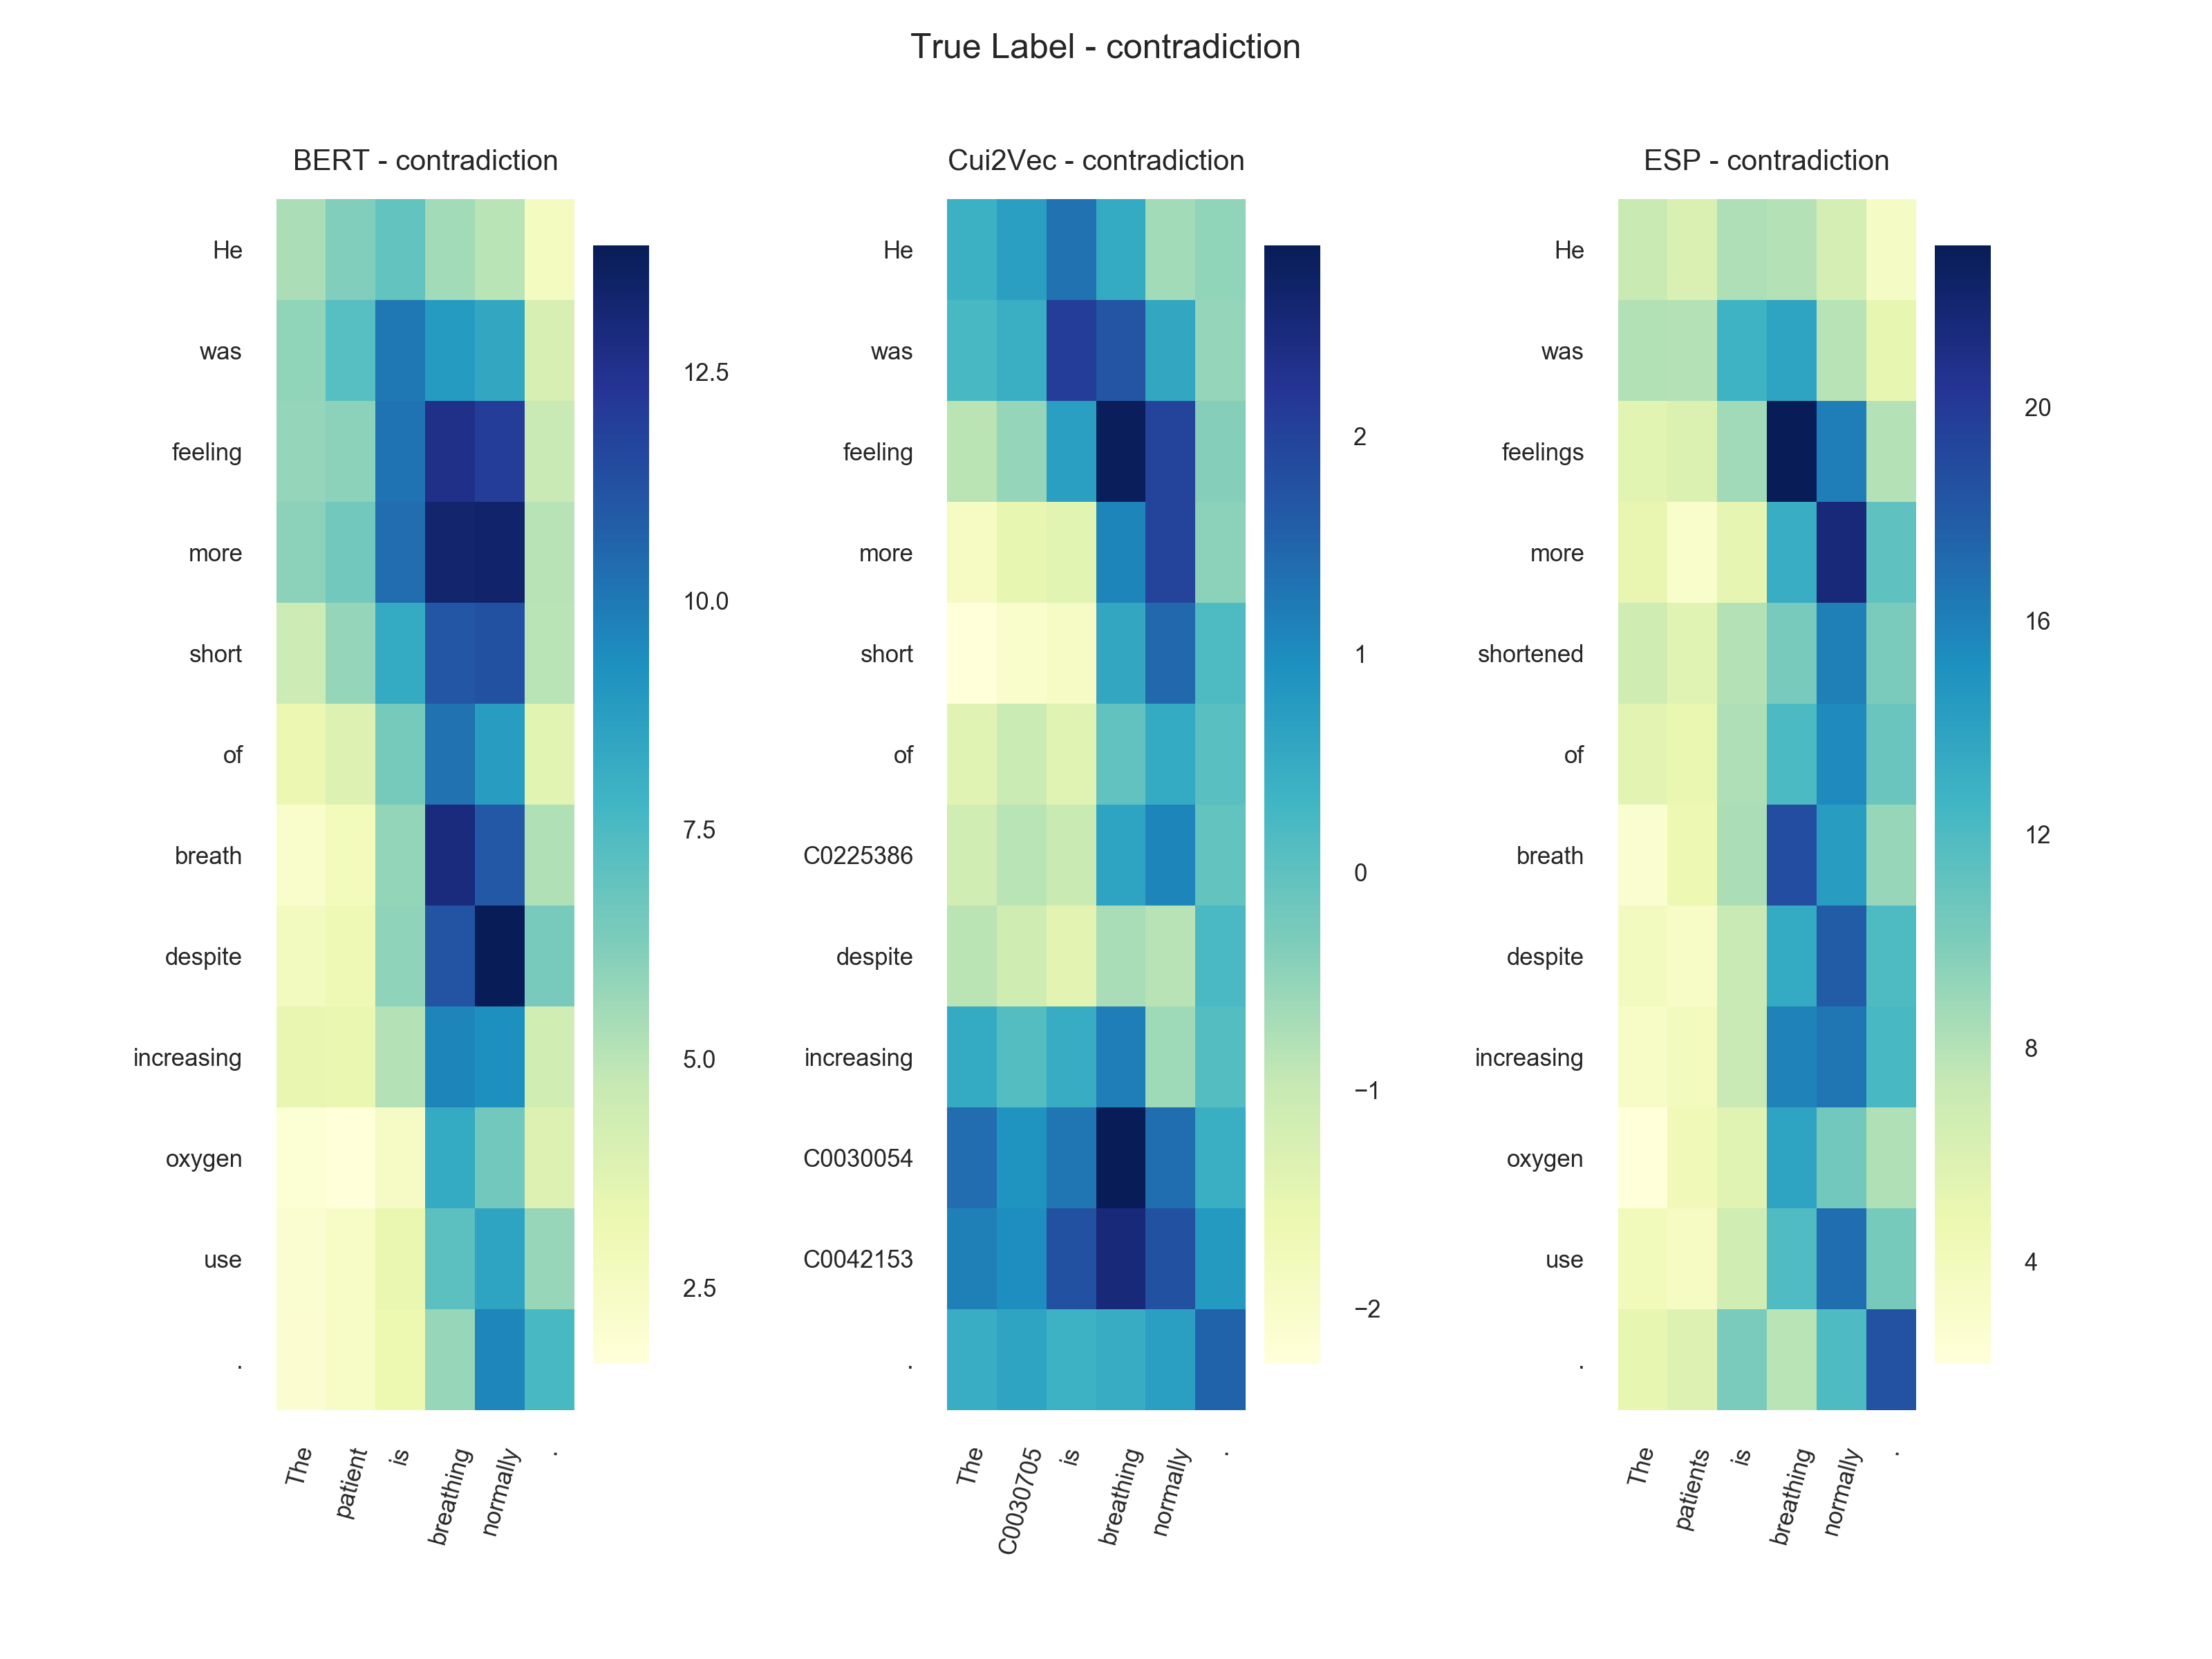 True Label - contradiction
BERT - contradiction
He
was
feeling
more
short
of
breath
despite
increasing
oxygen
use
.
The
patient
is
breathing
normally
.
12.5
10.0
7.5
5.0
2.5
Cui2Vec - contradiction
He
was
feeling
more
short
of
C0225386
despite
increasing
C0030054
C0042153
.
The
C0030705
is
breathing
normally
.
2
1
0
−1
−2
ESP - contradiction
He
was
feelings
more
shortened
of
breath
despite
increasing
oxygen
use
.
The
patients
is
breathing
normally
.
20
16
12
8
4